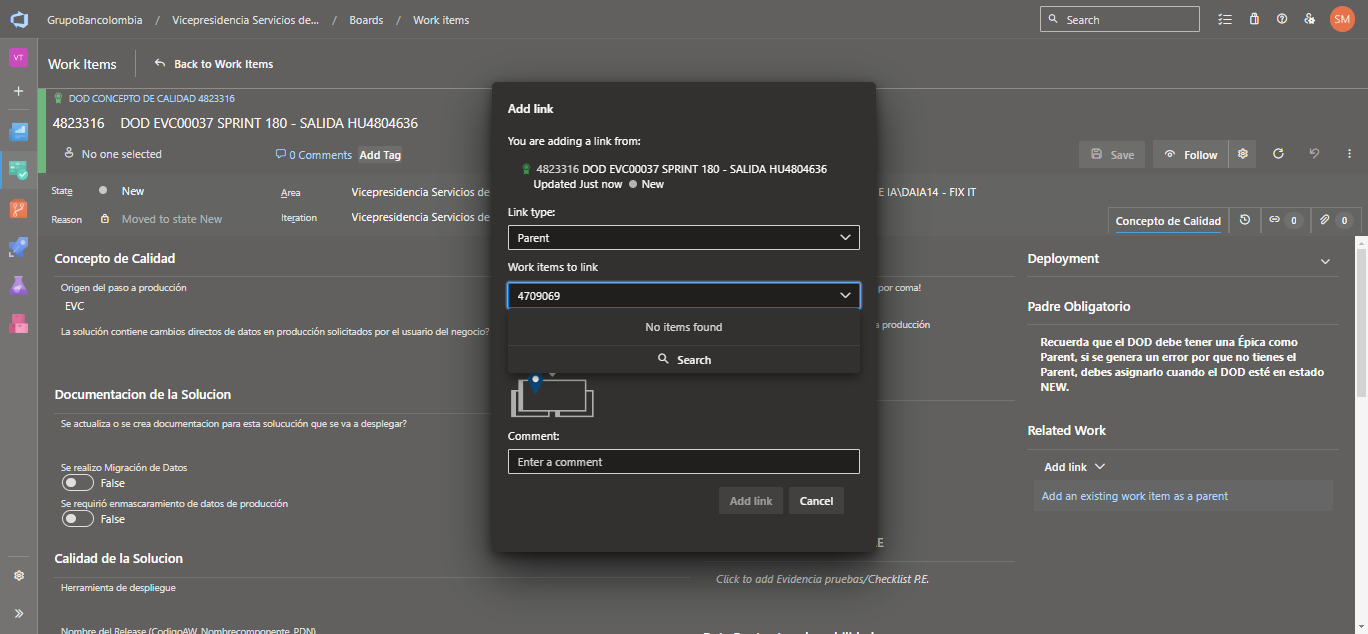 GrupoBancolombia / Vicepresidencia Servicios de... / Boards / Work items
Search
SM
VT
Work Items
Back to Work Items
DOD CONCEPTO DE CALIDAD 4823316
4823316 DOD EVC00037 SPRINT 180 - SALIDA HU4804636
No one selected
0 Comments
Add Tag
Save
Follow
State
New
Area
Vicepresidencia Servicios de
E IA\DAIA14 - FIX IT
Reason
Moved to state New
Iteration
Vicepresidencia Servicios de
Concepto de Calidad
0
0
Concepto de Calidad
Origen del paso a producción
EVC
por coma!
La solución contiene cambios directos de datos en producción solicitados por el usuario del negocio?
a producción
Documentacion de la Solucion
Se actualiza o se crea documentacion para esta solucución que se va a desplegar?
Se realizo Migración de Datos
False
Se requirió enmascaramiento de datos de producción
False
Calidad de la Solucion
Herramienta de despliegue
Nombre del Release (CodigoAW_Nombrecomponente_PDN)
Add link
You are adding a link from:
4823316 DOD EVC00037 SPRINT 180 - SALIDA HU4804636
Updated Just now New
Link type:
Parent
Work items to link
4709069
No items found
Search
Comment:
Enter a comment
Add link
Cancel
E
Click to add Evidencia pruebas/Checklist P.E.
Deployment
Padre Obligatorio
Recuerda que el DOD debe tener una Épica como
Parent, si se genera un error por que no tienes el
Parent, debes asignarlo cuando el DOD esté en estado
NEW.
Related Work
Add link
Add an existing work item as a parent